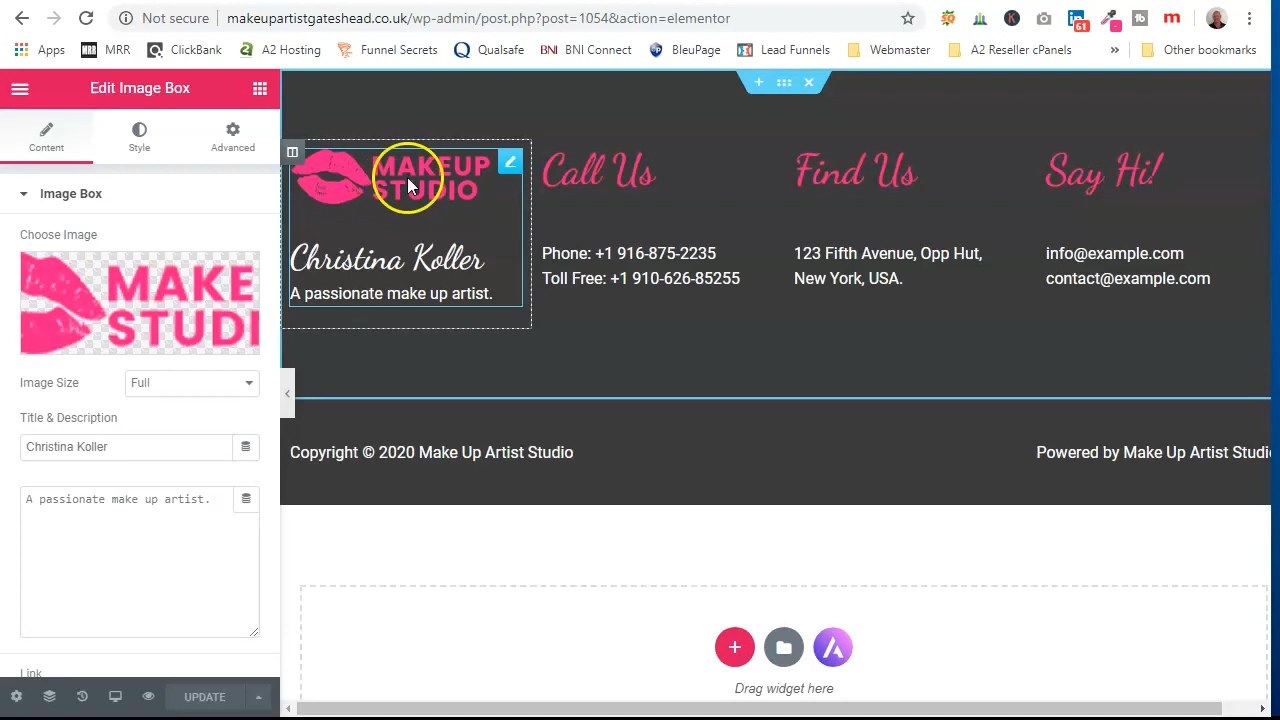 Not secure makeupartistgateshead.co.uk/wp-admin/post.php?post=1054&action=elementor
61
Apps MRR ClickBank A2 Hosting Funnel Secrets Qualsafe BNI BNI Connect BleuPage Lead Funnels Webmaster A2 Reseller cPanels » Other bookmarks
Edit Image Box
Content Style Advanced
Image Box
Choose Image
MAKE
STUDI
Image Size Full
Title & Description
Christina Koller
A passionate make up artist.
Link
UPDATE
MAKEUP
STUDIO
Christina Koller
A passionate make up artist.
Call Us
Phone: +1 916-875-2235
Toll Free: +1 910-626-85255
Find Us
123 Fifth Avenue, Opp Hut,
New York, USA.
Say Hi!
info@example.com
contact@example.com
Copyright © 2020 Make Up Artist Studio
Powered by Make Up Artist Studi
Drag widget here